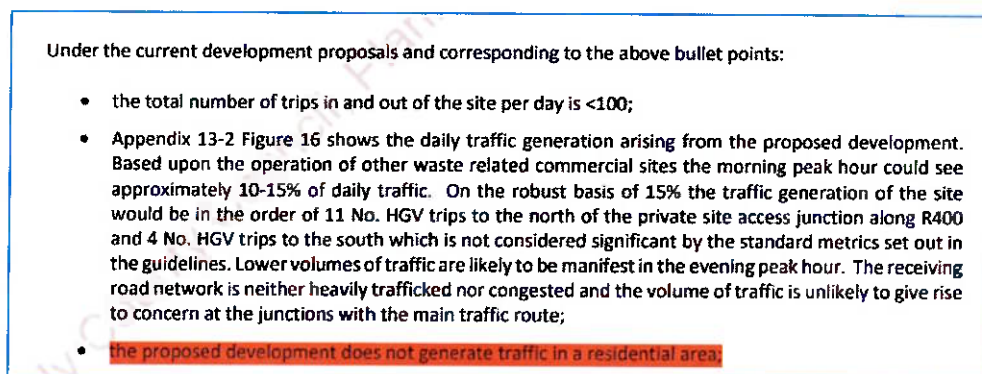 Under the current development proposals and corresponding to the above bullet points:
• the total number of trips in and out of the site per day is <100;
• Appendix 13-2 Figure 16 shows the daily traffic generation arising from the proposed development.
Based upon the operation of other waste related commercial sites the morning peak hour could see
approximately 10-15% of daily traffic. On the robust basis of 15% the traffic generation of the site
would be in the order of 11 No. HGV trips to the north of the private site access junction along R400
and 4 No. HGV trips to the south which is not considered significant by the standard metrics set out in
the guidelines. Lower volumes of traffic are likely to be manifest in the evening peak hour. The receiving
road network is neither heavily trafficked nor congested and the volume of traffic is unlikely to give rise
to concern at the junctions with the main traffic route;
• the proposed development does not generate traffic in a residential area;